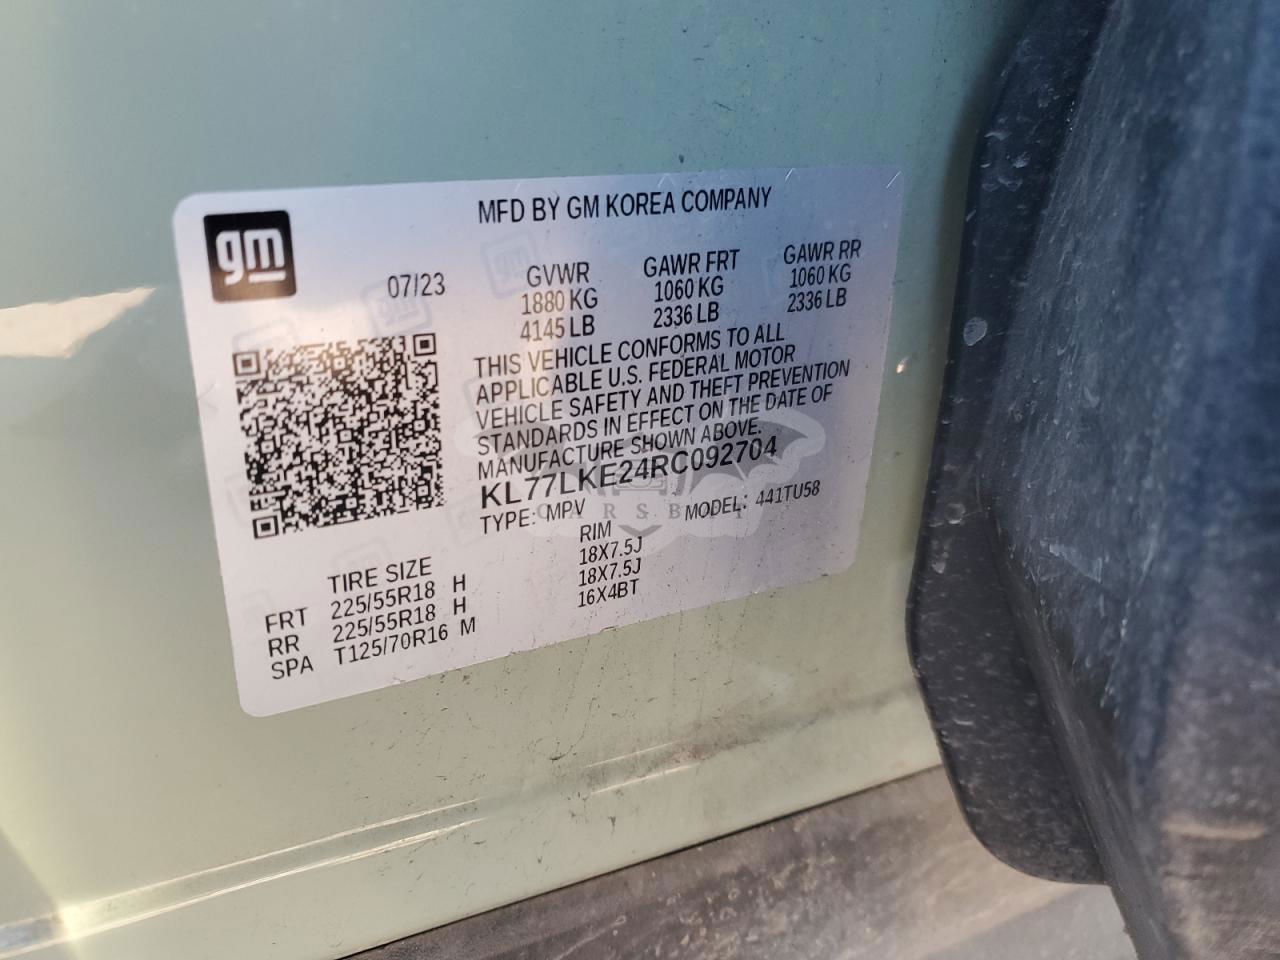 gm
MFD BY GM KOREA COMPANY
07/23
GVWR GAWR FRT GAWR RR
1880 KG 1060 KG 1060 KG
4145 LB 2336 LB 2336 LB
THIS VEHICLE CONFORMS TO ALL
APPLICABLE U.S. FEDERAL MOTOR
VEHICLE SAFETY AND THEFT PREVENTION
STANDARDS IN EFFECT ON THE DATE OF
MANUFACTURE SHOWN ABOVE.
KL77LKE24RC092704
TYPE: MPV MODEL: 441TU58
TIRE SIZE RIM
FRT 225/55R18 H 18X7.5J
RR 225/55R18 H 18X7.5J
SPA T125/70R16 M 16X4BT